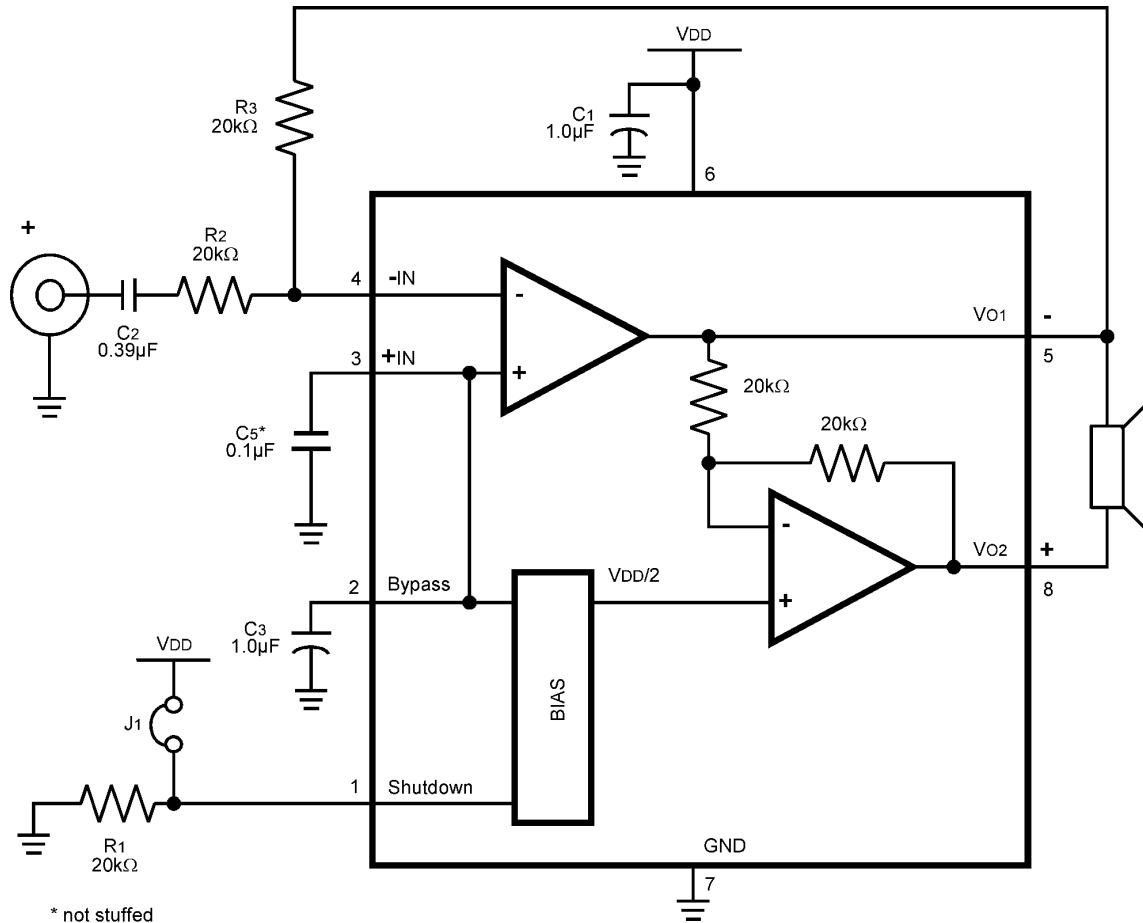 VDD
R3
20kΩ
C1
1.0µF
6
+
R2
20kΩ
4
-IN
-
C2
0.39µF
3
+IN
+
VO1
-
5
20kΩ
20kΩ
C5*
0.1µF
-
VO2
+
8
2
Bypass
VDD/2
+
C3
1.0µF
VDD
BIAS
J1
1
Shutdown
R1
20kΩ
GND
7
* not stuffed